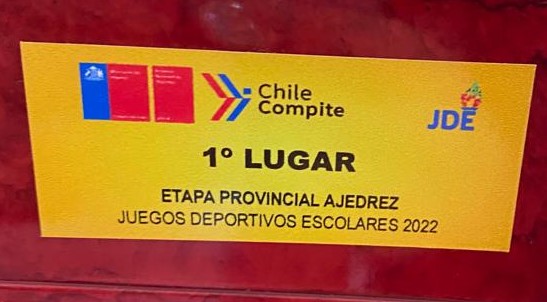 Chile
Compite
JDE
1º LUGAR
ETAPA PROVINCIAL AJEDREZ
JUEGOS DEPORTIVOS ESCOLARES 2022